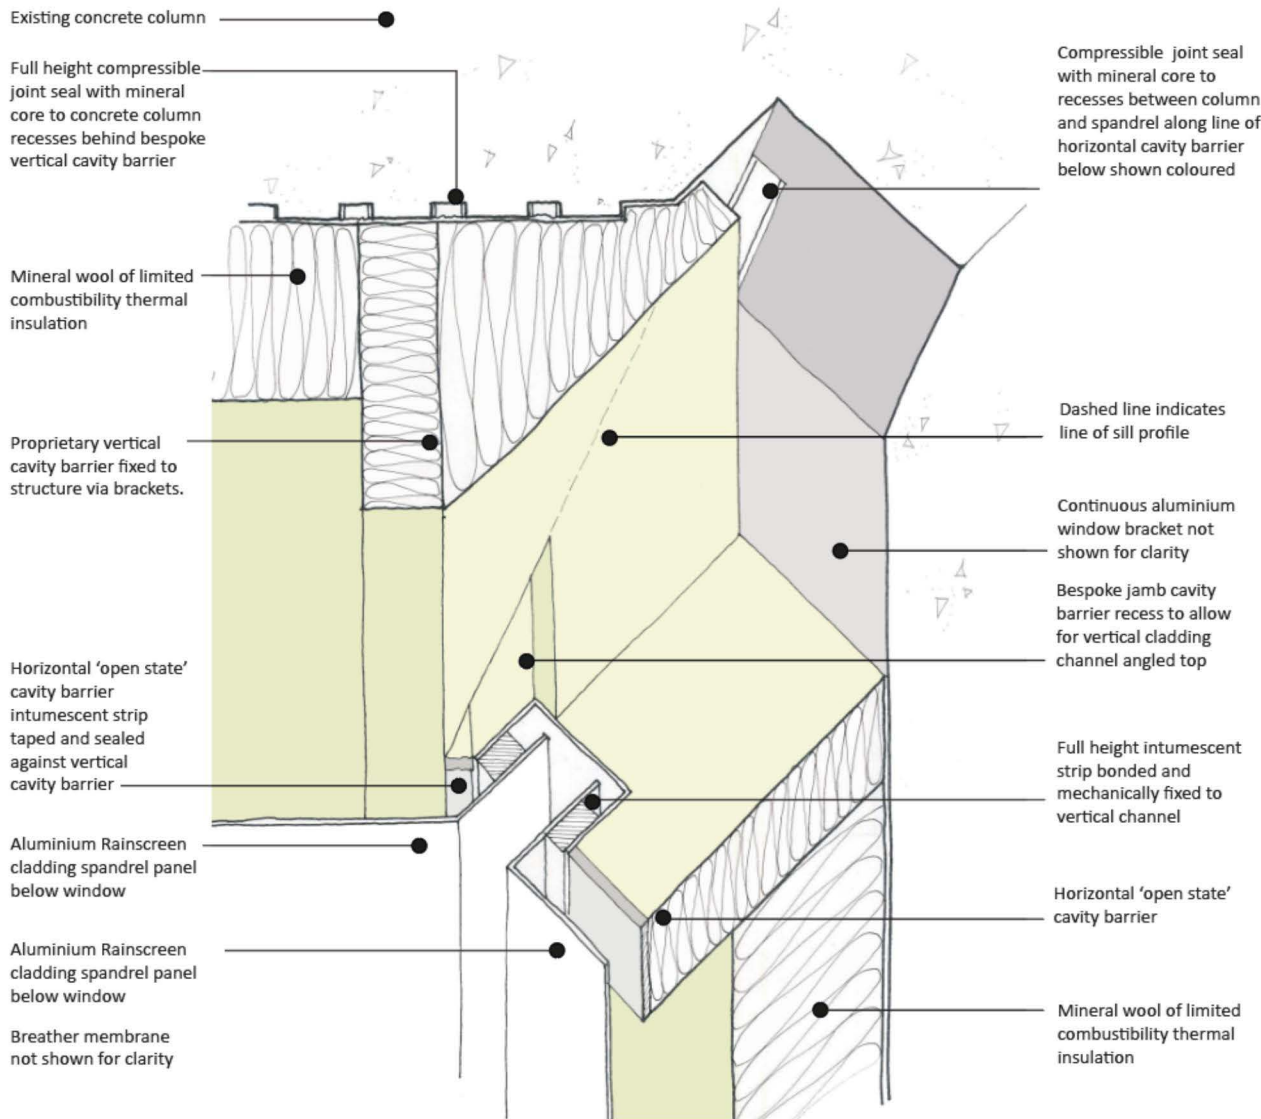 Existing concrete column
Full height compressible
joint seal with mineral
core to concrete column
recesses behind bespoke
vertical cavity barrier
Mineral wool of limited
combustibility thermal
insulation
Proprietary vertical
cavity barrier fixed to
structure via brackets.
Horizontal ‘open state’
cavity barrier
intumescent strip
taped and sealed
against vertical
cavity barrier
Aluminium Rainscreen
cladding spandrel panel
below window
Aluminium Rainscreen
cladding spandrel panel
below window
Breather membrane
not shown for clarity
Compressible joint seal
with mineral core to
recesses between column
and spandrel along line of
horizontal cavity barrier
below shown coloured
Dashed line indicates
line of sill profile
Continuous aluminium
window bracket not
shown for clarity
Bespoke jamb cavity
barrier recess to allow
for vertical cladding
channel angled top
Full height intumescent
strip bonded and
mechanically fixed to
vertical channel
Horizontal ‘open state’
cavity barrier
Mineral wool of limited
combustibility thermal
insulation